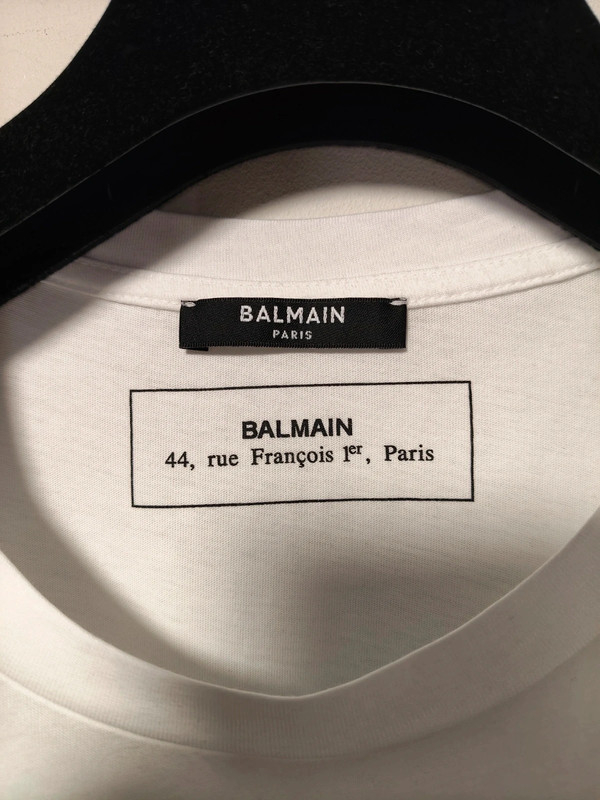 BALMAIN
PARIS
BALMAIN
44, rue François 1er, Paris